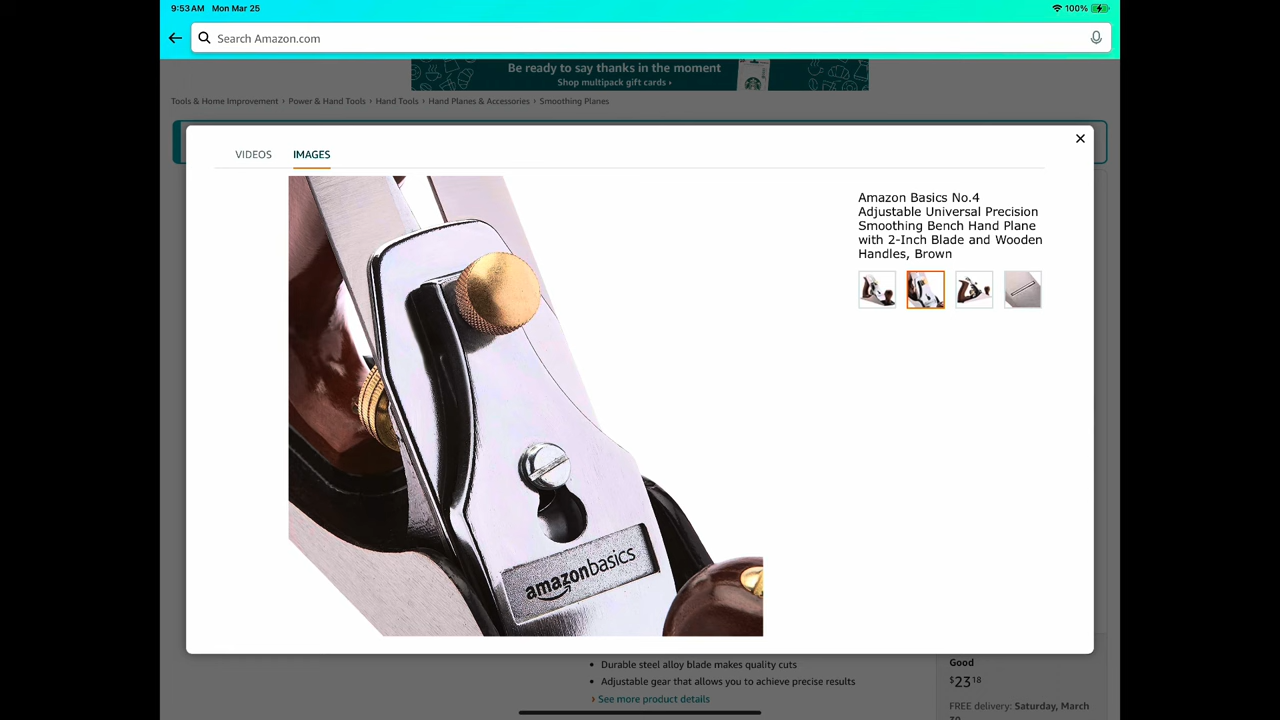 9:53 AM Mon Mar 25
100%
Search Amazon.com
Be ready to say thanks in the moment
Shop multipack gift cards ›
Tools & Home Improvement › Power & Hand Tools › Hand Tools › Hand Planes & Accessories › Smoothing Planes
VIDEOS
IMAGES
Amazon Basics No.4
Adjustable Universal Precision
Smoothing Bench Hand Plane
with 2-Inch Blade and Wooden
Handles, Brown
amazonbasics
• Durable steel alloy blade makes quality cuts
• Adjustable gear that allows you to achieve precise results
› See more product details
Good
$23 18
FREE delivery: Saturday, March